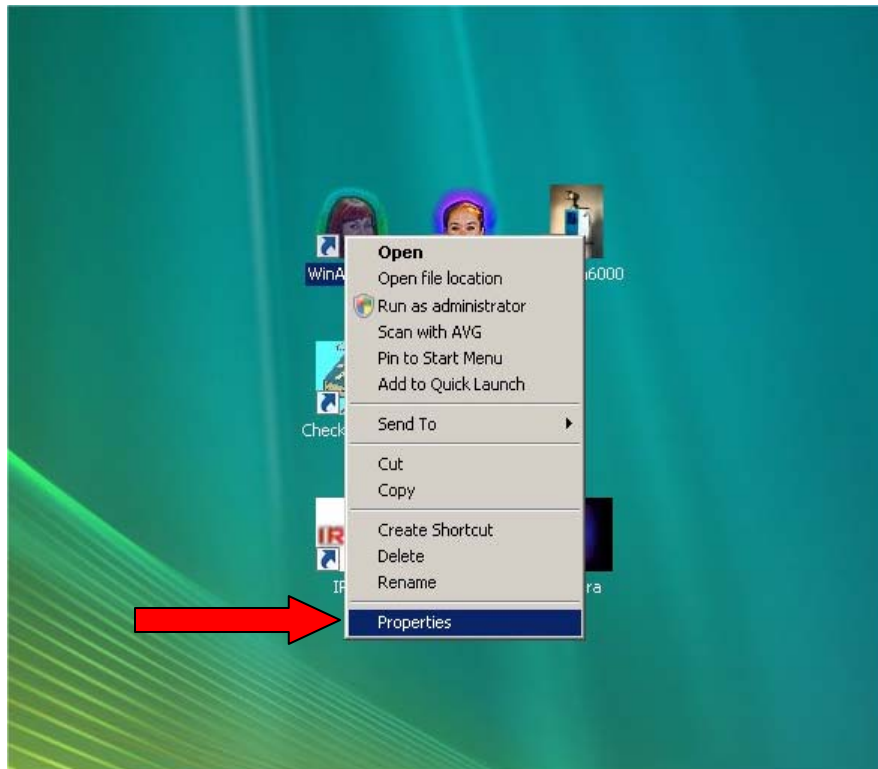 WinA
6000
Open
Open file location
Run as administrator
Scan with AVG
Pin to Start Menu
Add to Quick Launch
Send To
Cut
Copy
Create Shortcut
Delete
Rename
Properties
Check
IR
ra